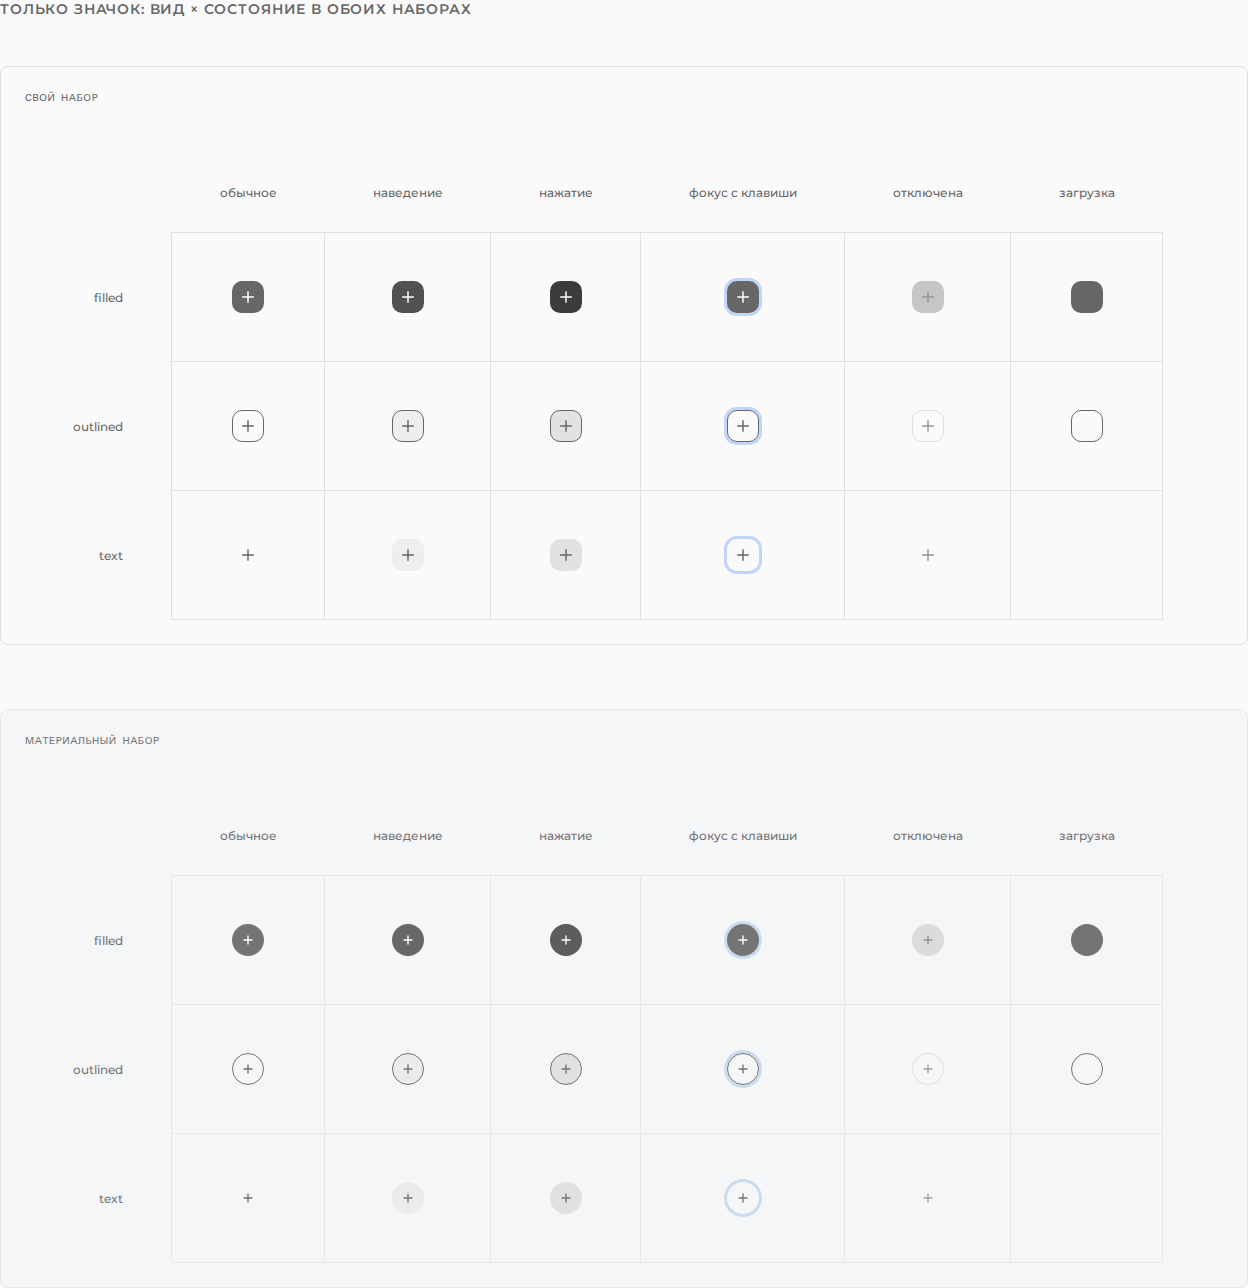 ТОЛЬКО ЗНАЧОК: ВИД × СОСТОЯНИЕ В ОБОИХ НАБОРАХ
СВОЙ НАБОР
обычное наведение нажатие фокус с клавиши отключена загрузка
filled
outlined
text
МАТЕРИАЛЬНЫЙ НАБОР
обычное наведение нажатие фокус с клавиши отключена загрузка
filled
outlined
text